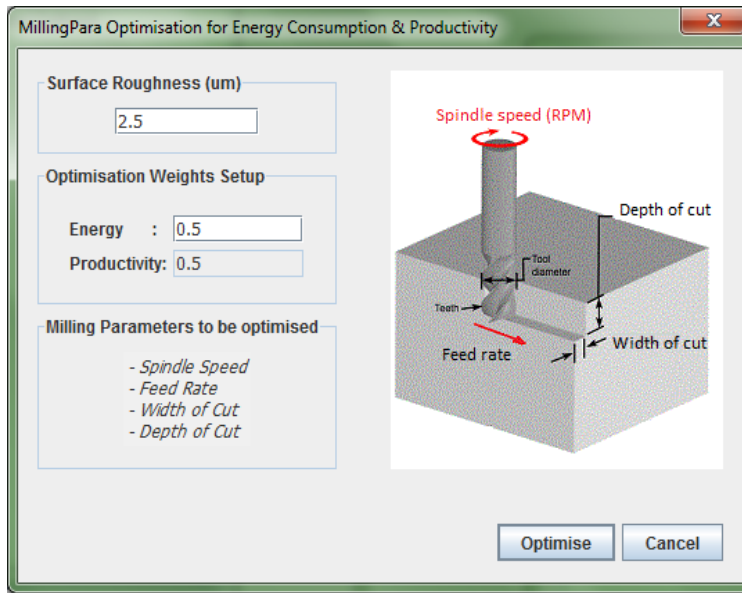 MillingPara Optimisation for Energy Consumption & Productivity
X
Surface Roughness (um)
2.5
Optimisation Weights Setup
Energy : 0.5
Productivity: 0.5
Milling Parameters to be optimised
- Spindle Speed
- Feed Rate
- Width of Cut
- Depth of Cut
Spindle speed (RPM)
Depth of cut
Tool
diameter
Teeth
Feed rate
Width of cut
Optimise
Cancel